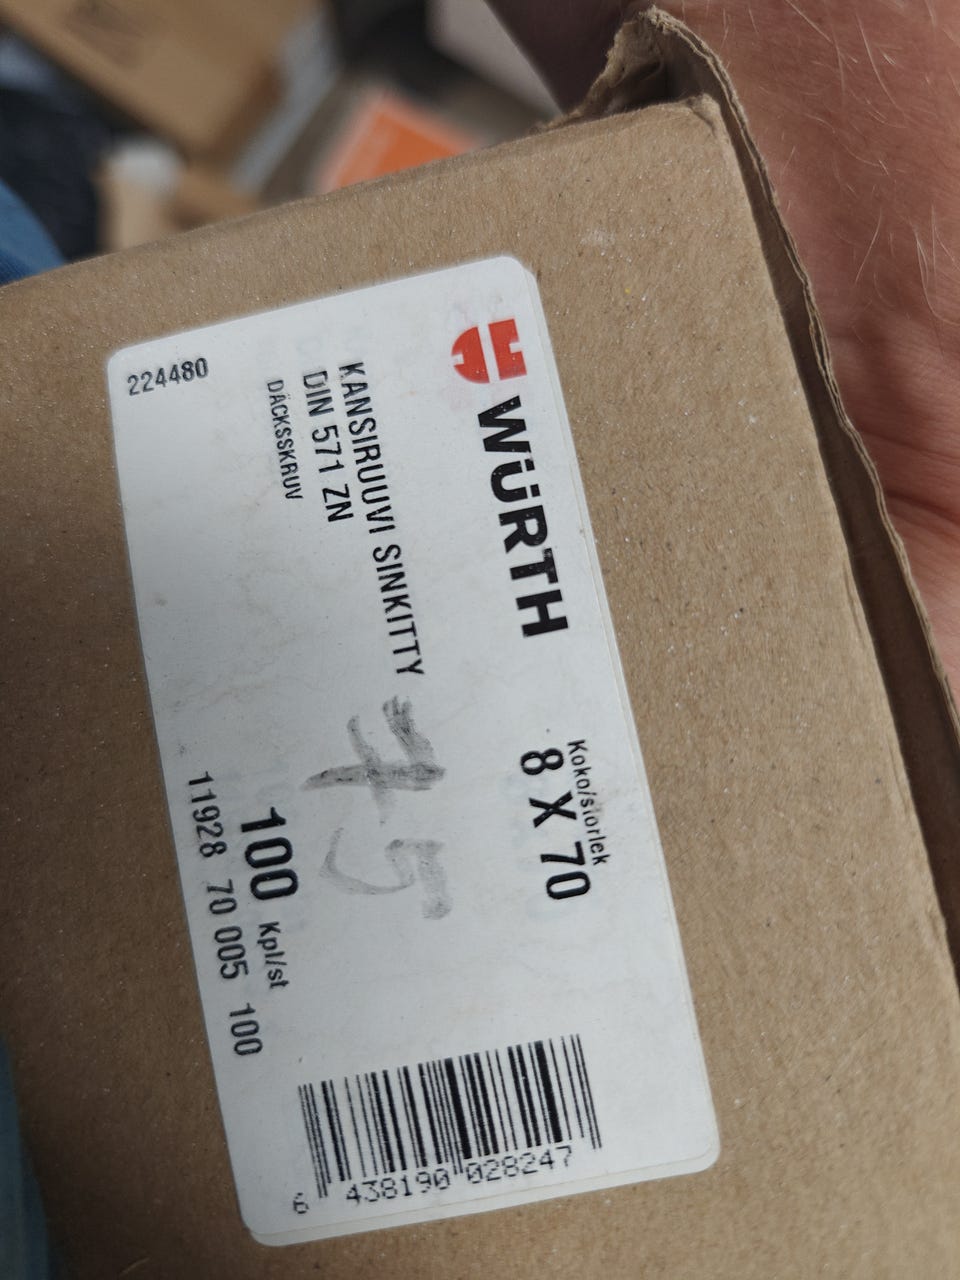 WÜRTH
Koko/storlek
8 X 70
KANSIRUUVI SINKITTY
DIN 571 ZN
DÄCKSSKRUV
75
100 Kpl/st
11928 70 005 100
224480
6 438190 028247